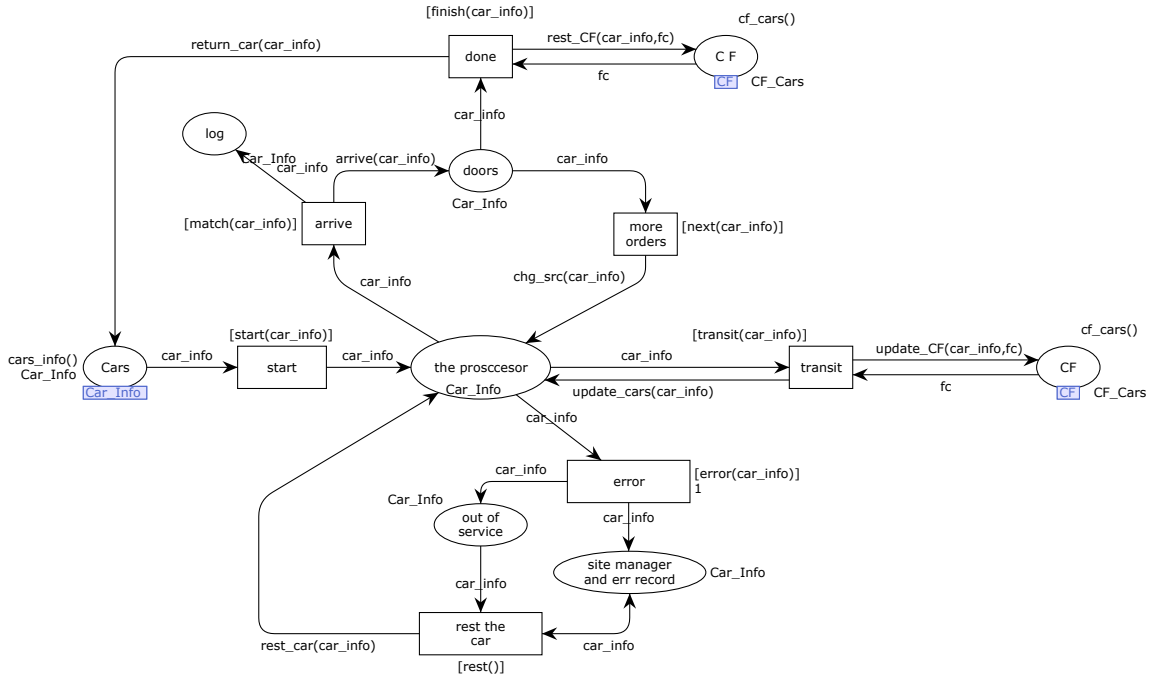 [finish(car_info)]
cf_cars()
return_car(car_info)
rest_CF(car_info,fc)
done
C F
fc
CF
CF_Cars
car_info
log
Car_Info
car_info
arrive(car_info)
doors
car_info
Car_Info
[match(car_info)]
arrive
more
orders
[next(car_info)]
car_info
chg_src(car_info)
[start(car_info)]
[transit(car_info)]
cf_cars()
cars_info()
Car_Info
Cars
Car_Info
car_info
start
car_info
the prosccesor
Car_Info
car_info
update_cars(car_info)
transit
update_CF(car_info,fc)
fc
CF
CF
CF_Cars
car_info
car_info
error
[error(car_info)]
1
Car_Info
out of
service
car_info
site manager
and err record
Car_Info
car_info
rest the
car
rest_car(car_info)
car_info
[rest()]